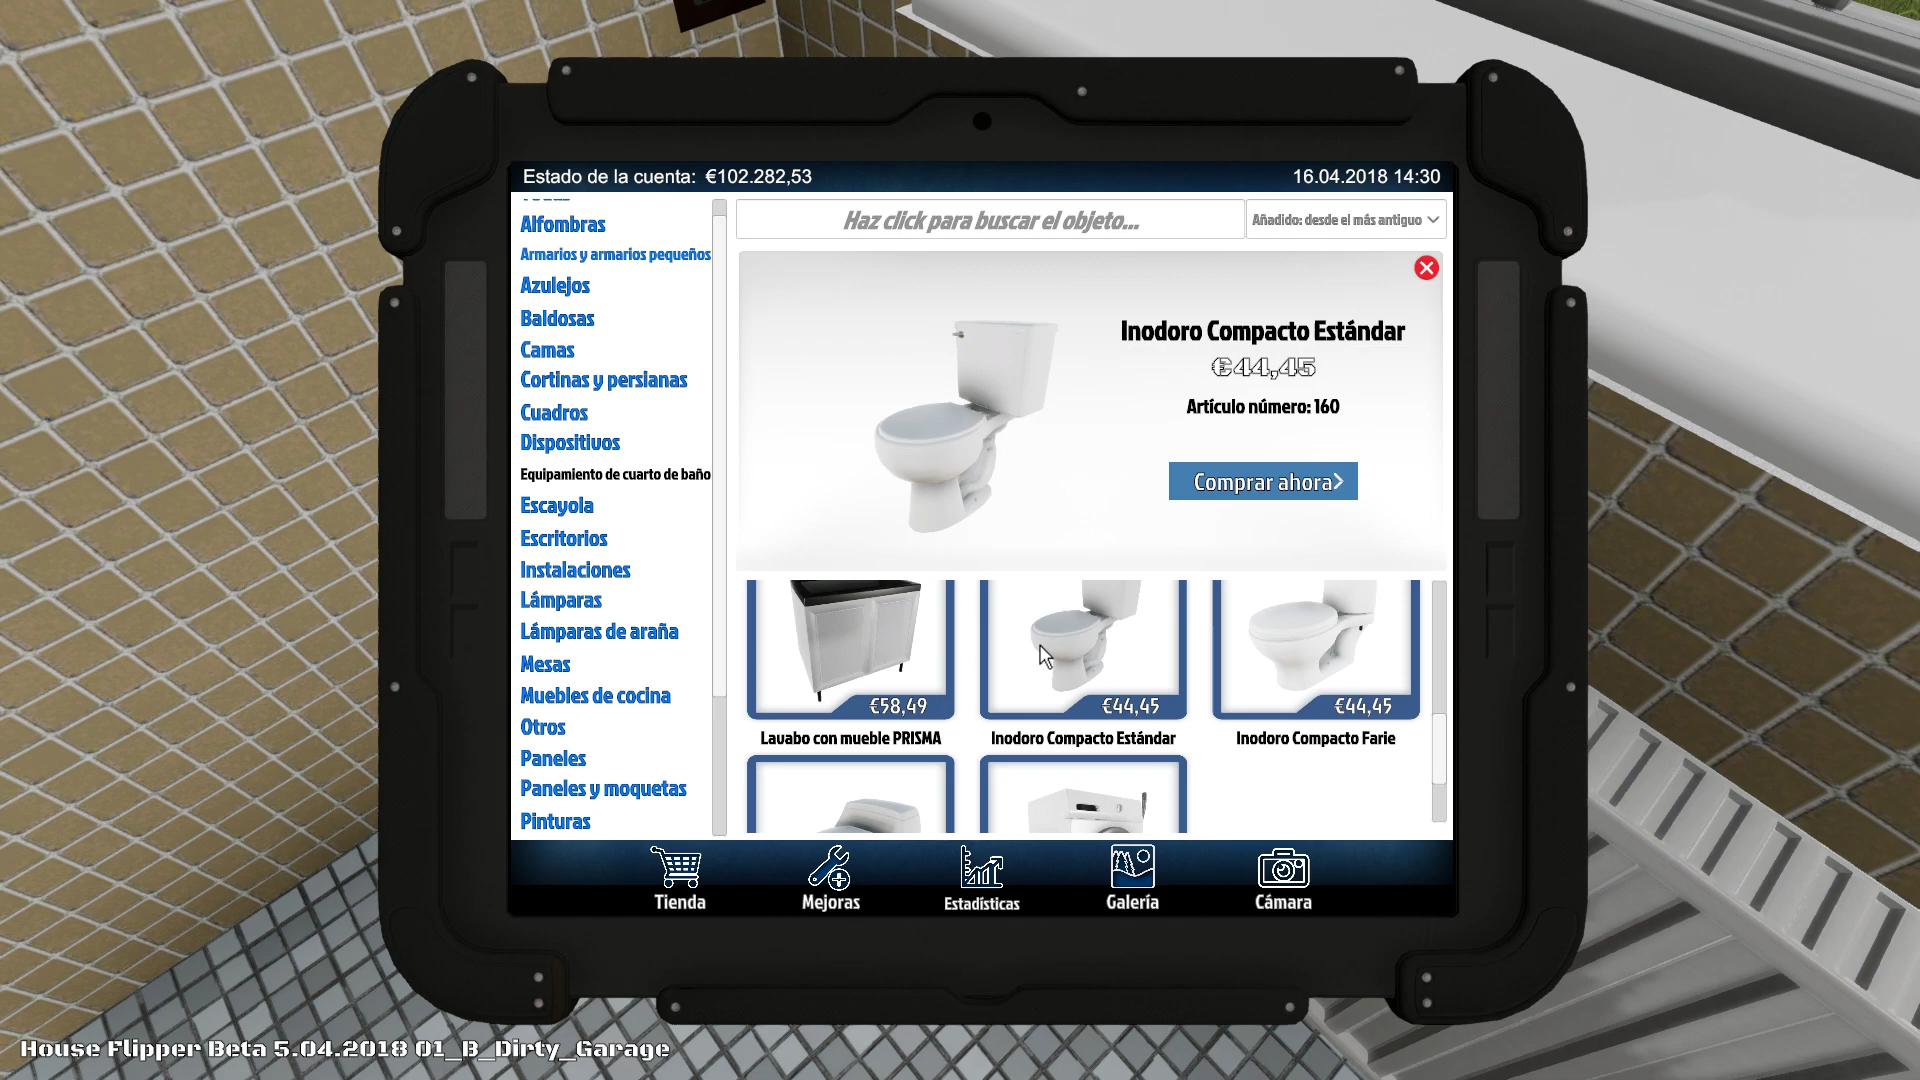 Estado de la cuenta: €102.282,53
16.04.2018 14:30
Alfombras
Armarios y armarios pequeños
Azulejos
Baldosas
Camas
Cortinas y persianas
Cuadros
Dispositivos
Equipamiento de cuarto de baño
Escayola
Escritorios
Instalaciones
Lámparas
Lámparas de araña
Mesas
Muebles de cocina
Otros
Paneles
Paneles y moquetas
Pinturas
Haz click para buscar el objeto...
Añadido: desde el más antiguo
Inodoro Compacto Estándar
€44,45
Artículo número: 160
Comprar ahora
€58,49
€44,45
€44,45
Lavabo con mueble PRISMA
Inodoro Compacto Estándar
Inodoro Compacto Farie
Tienda
Mejoras
Estadísticas
Galería
Cámara
House Flipper Beta 5.04.2018 01_B_Dirty_Garage